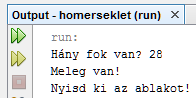 Output - homerseklet (run)
run:
Hány fok van? 28
Meleg van!
Nyisd ki az ablakot!